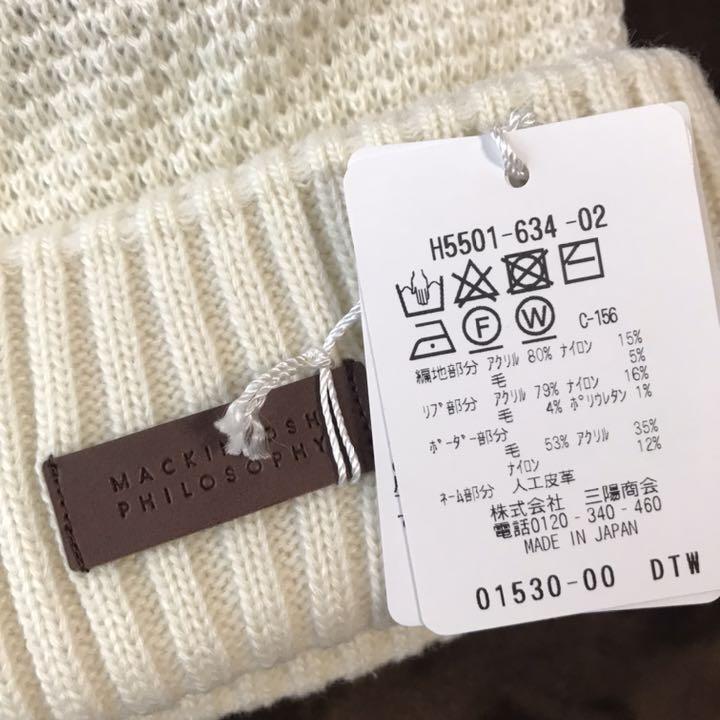 MACKINTOSH
PHILOSOPHY
H5501-634-02
F W C-156
編地部分 アクリル 80% ナイロン 15%
毛 5%
リブ部分 アクリル 79% ナイロン 16%
毛 4% ポリウレタン 1%
ボーダー部分
毛 53% アクリル 35%
ナイロン 12%
ネーム部分 人工皮革
株式会社 三陽商会
電話0120-340-460
MADE IN JAPAN
01530-00 DTW